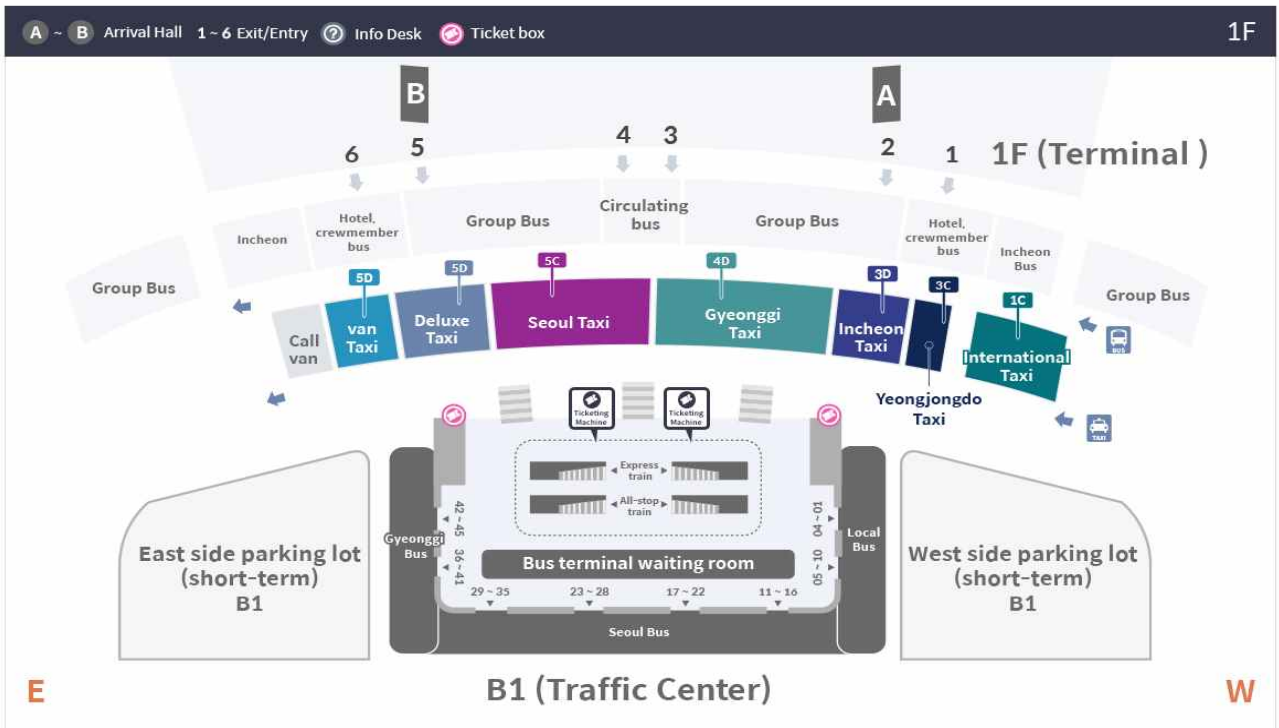 A ~ B Arrival Hall 1 ~ 6 Exit/Entry ? Info Desk Ticket box
1F
B
A
6
5
4
3
2
1
1F (Terminal )
Group Bus
Incheon
Hotel,
crewmember
bus
Group Bus
Circulating
bus
Group Bus
Hotel,
crewmember
bus
Incheon
Bus
Group Bus
5D
5D
5C
4D
3D
3C
1C
Call
van
van
Taxi
Deluxe
Taxi
Seoul Taxi
Gyeonggi
Taxi
Incheon
Taxi
Yeongjongdo
Taxi
International
Taxi
BUS
TAXI
Ticketing
Machine
Ticketing
Machine
Express
train
All-stop
train
42 ~ 45
36 ~ 41
04 ~ 01
05 ~ 10
Gyeonggi
Bus
Local
Bus
Bus terminal waiting room
29 ~ 35
23 ~ 28
17 ~ 22
11 ~ 16
Seoul Bus
East side parking lot
(short-term)
B1
West side parking lot
(short-term)
B1
E
B1 (Traffic Center)
W